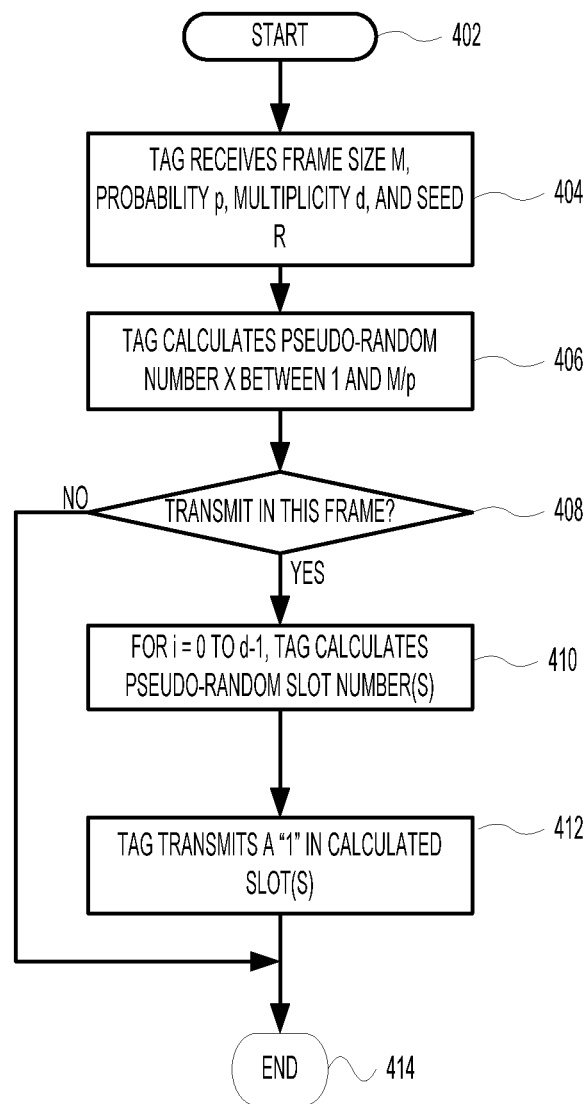 START
402
TAG RECEIVES FRAME SIZE M,
PROBABILITY p, MULTIPLICITY d, AND SEED
R
404
TAG CALCULATES PSEUDO-RANDOM
NUMBER X BETWEEN 1 AND M/p
406
NO
TRANSMIT IN THIS FRAME?
408
YES
FOR i = 0 TO d-1, TAG CALCULATES
PSEUDO-RANDOM SLOT NUMBER(S)
410
TAG TRANSMITS A “1” IN CALCULATED
SLOT(S)
412
END
414